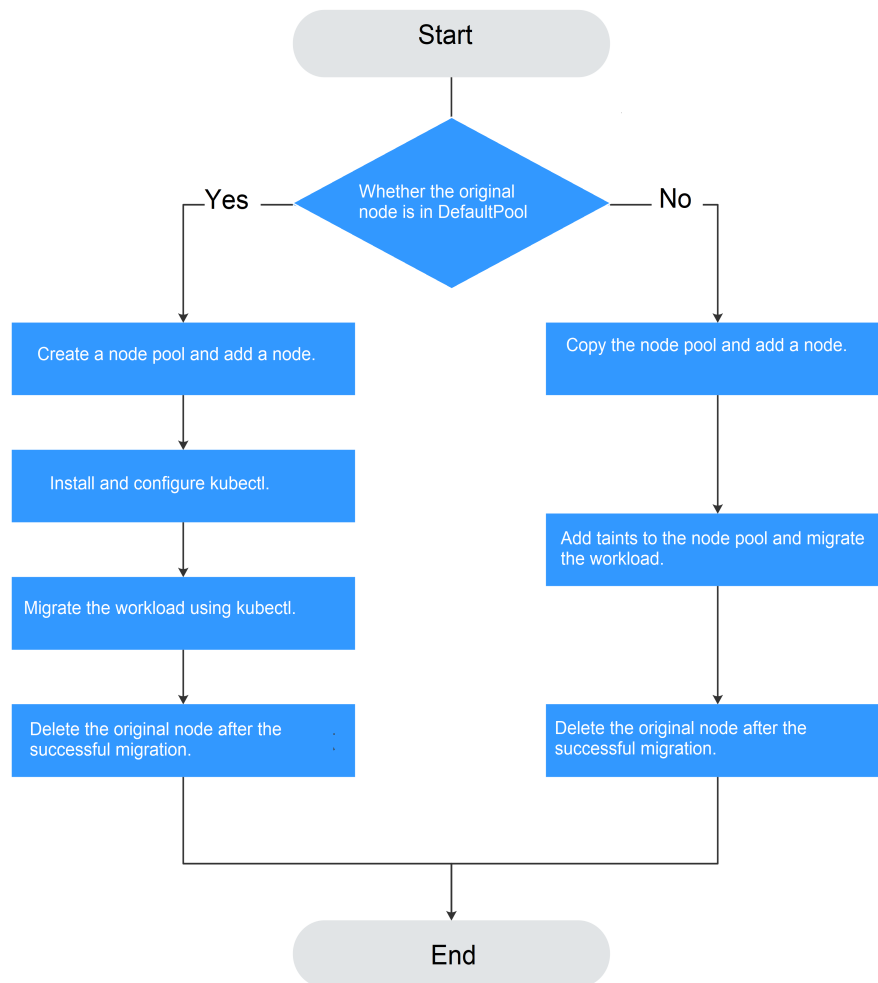 Start
Whether the original
node is in DefaultPool
Yes
No
Create a node pool and add a node.
Install and configure kubectl.
Migrate the workload using kubectl.
Delete the original node after the
successful migration.
Copy the node pool and add a node.
Add taints to the node pool and migrate
the workload.
Delete the original node after the
successful migration.
End